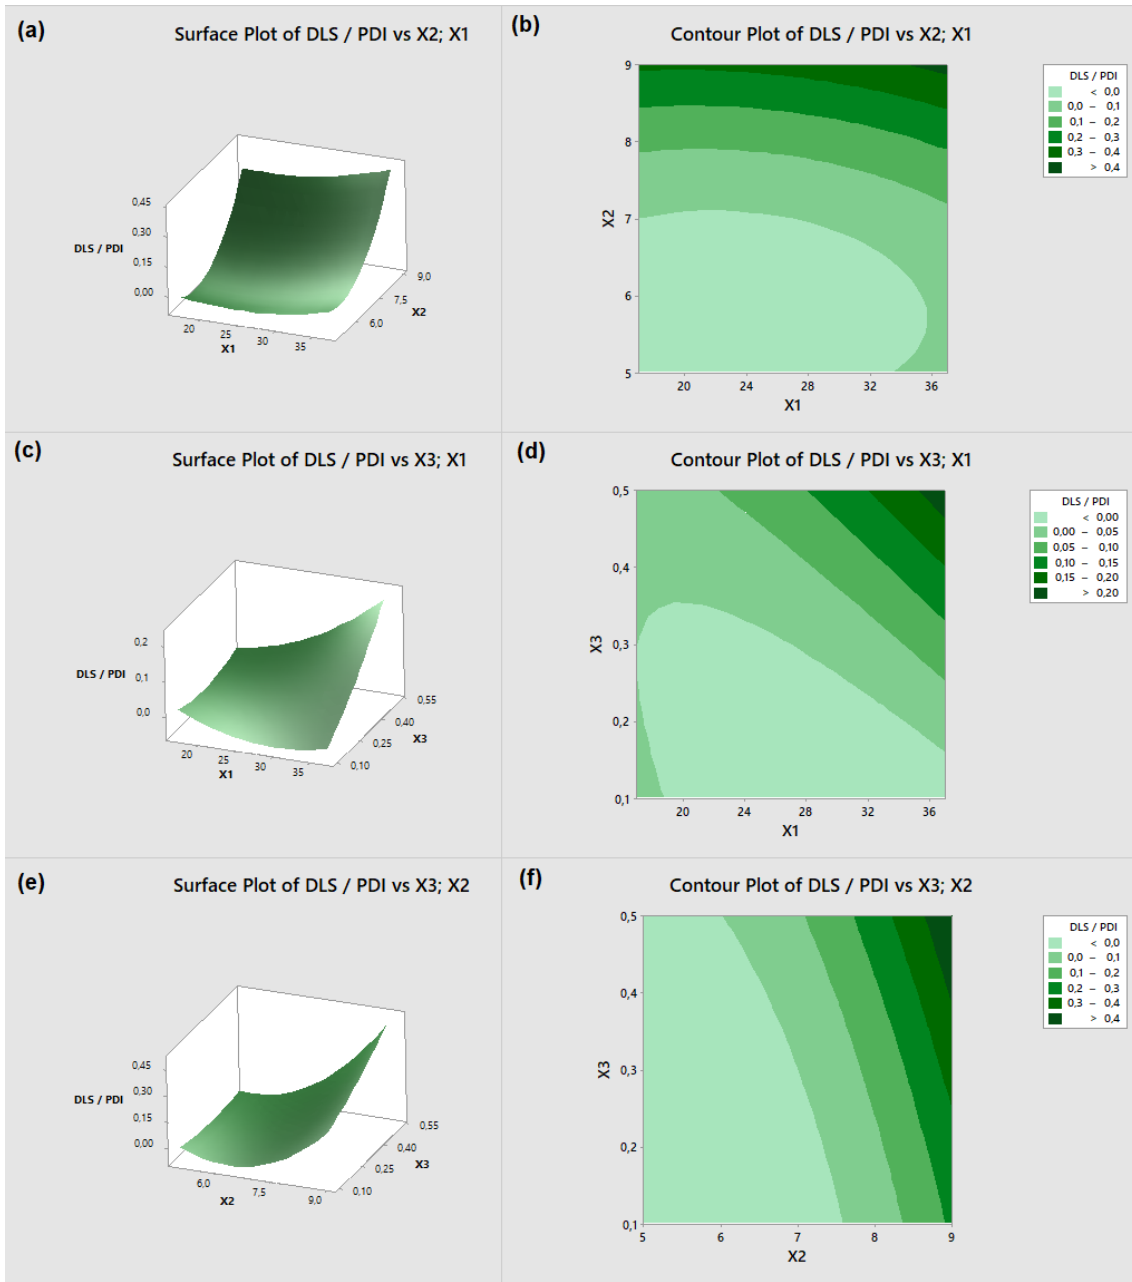 (a)
Surface Plot of DLS / PDI vs X2; X1
0,45
0,30
DLS / PDI
0,15
0,00
20
25
30
35
X1
6,0
7,5
9,0
X2
(b)
Contour Plot of DLS / PDI vs X2; X1
9
8
7
6
5
X2
20 24 28 32 36
X1
DLS / PDI
< 0,0
0,0 – 0,1
0,1 – 0,2
0,2 – 0,3
0,3 – 0,4
> 0,4
(c)
Surface Plot of DLS / PDI vs X3; X1
0,2
DLS / PDI
0,1
0,0
20
25
30
35
X1
0,10
0,25
0,40
0,55
X3
(d)
Contour Plot of DLS / PDI vs X3; X1
0,5
0,4
0,3
0,2
0,1
X3
20 24 28 32 36
X1
DLS / PDI
< 0,00
0,00 – 0,05
0,05 – 0,10
0,10 – 0,15
0,15 – 0,20
> 0,20
(e)
Surface Plot of DLS / PDI vs X3; X2
0,45
0,30
DLS / PDI
0,15
0,00
6,0
7,5
9,0
X2
0,10
0,25
0,40
0,55
X3
(f)
Contour Plot of DLS / PDI vs X3; X2
0,5
0,4
0,3
0,2
0,1
X3
5 6 7 8 9
X2
DLS / PDI
< 0,0
0,0 – 0,1
0,1 – 0,2
0,2 – 0,3
0,3 – 0,4
> 0,4